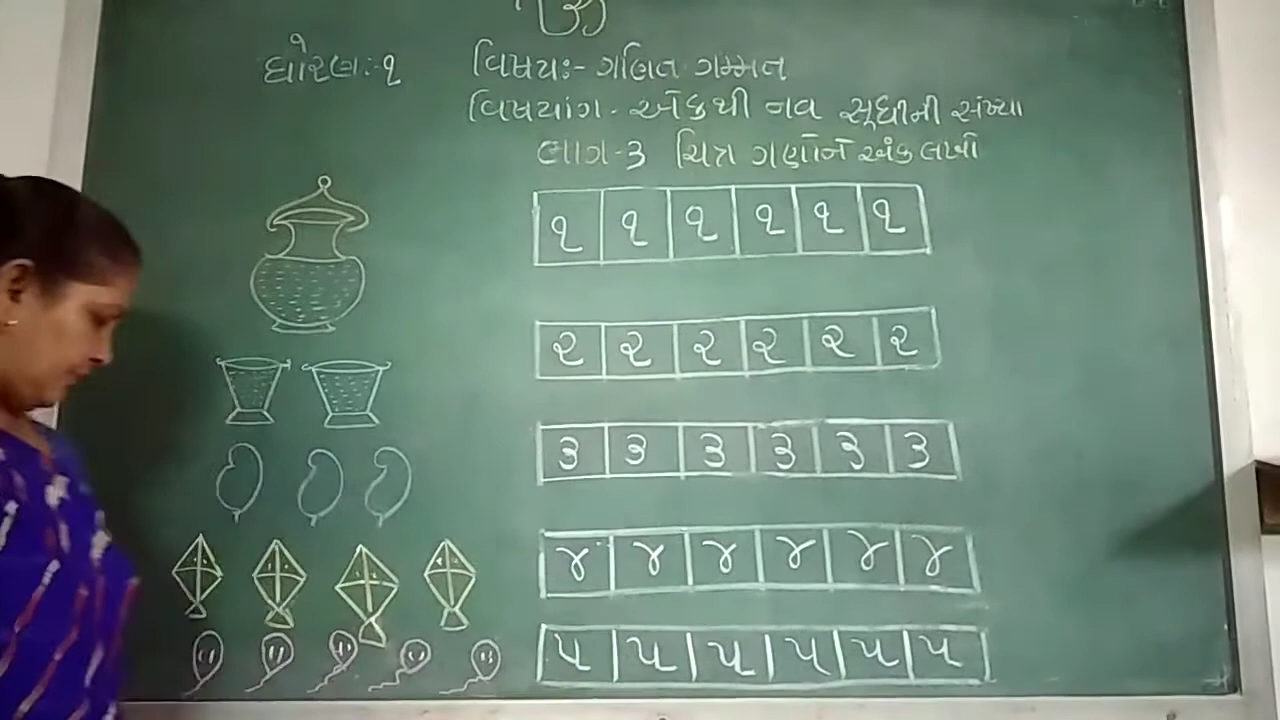 ૐ
ધોરણઃ-૧
વિષયઃ- ગણિત ગમ્મત
વિષયાંગ - એકથી નવ સૂધીની સંખ્યા
ભાગ-૩ ચિત્ર ગણીને અંક લખો
૧ ૧ ૧ ૧ ૧ ૧
૨ ૨ ૨ ૨ ૨ ૨
૩ ૩ ૩ ૩ ૩ ૩
૪ ૪ ૪ ૪ ૪ ૪
૫ ૫ ૫ ૫ ૫ ૫